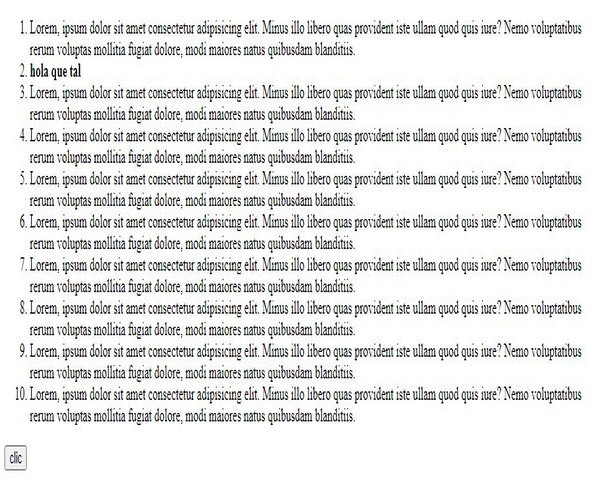 1. Lorem, ipsum dolor sit amet consectetur adipisicing elit. Minus illo libero quas provident iste ullam quod quis iure? Nemo voluptatibus
rerum voluptas mollitia fugiat dolore, modi maiores natus quibusdam blanditiis.
2. hola que tal
3. Lorem, ipsum dolor sit amet consectetur adipisicing elit. Minus illo libero quas provident iste ullam quod quis iure? Nemo voluptatibus
rerum voluptas mollitia fugiat dolore, modi maiores natus quibusdam blanditiis.
4. Lorem, ipsum dolor sit amet consectetur adipisicing elit. Minus illo libero quas provident iste ullam quod quis iure? Nemo voluptatibus
rerum voluptas mollitia fugiat dolore, modi maiores natus quibusdam blanditiis.
5. Lorem, ipsum dolor sit amet consectetur adipisicing elit. Minus illo libero quas provident iste ullam quod quis iure? Nemo voluptatibus
rerum voluptas mollitia fugiat dolore, modi maiores natus quibusdam blanditiis.
6. Lorem, ipsum dolor sit amet consectetur adipisicing elit. Minus illo libero quas provident iste ullam quod quis iure? Nemo voluptatibus
rerum voluptas mollitia fugiat dolore, modi maiores natus quibusdam blanditiis.
7. Lorem, ipsum dolor sit amet consectetur adipisicing elit. Minus illo libero quas provident iste ullam quod quis iure? Nemo voluptatibus
rerum voluptas mollitia fugiat dolore, modi maiores natus quibusdam blanditiis.
8. Lorem, ipsum dolor sit amet consectetur adipisicing elit. Minus illo libero quas provident iste ullam quod quis iure? Nemo voluptatibus
rerum voluptas mollitia fugiat dolore, modi maiores natus quibusdam blanditiis.
9. Lorem, ipsum dolor sit amet consectetur adipisicing elit. Minus illo libero quas provident iste ullam quod quis iure? Nemo voluptatibus
rerum voluptas mollitia fugiat dolore, modi maiores natus quibusdam blanditiis.
10. Lorem, ipsum dolor sit amet consectetur adipisicing elit. Minus illo libero quas provident iste ullam quod quis iure? Nemo voluptatibus
rerum voluptas mollitia fugiat dolore, modi maiores natus quibusdam blanditiis.
clic